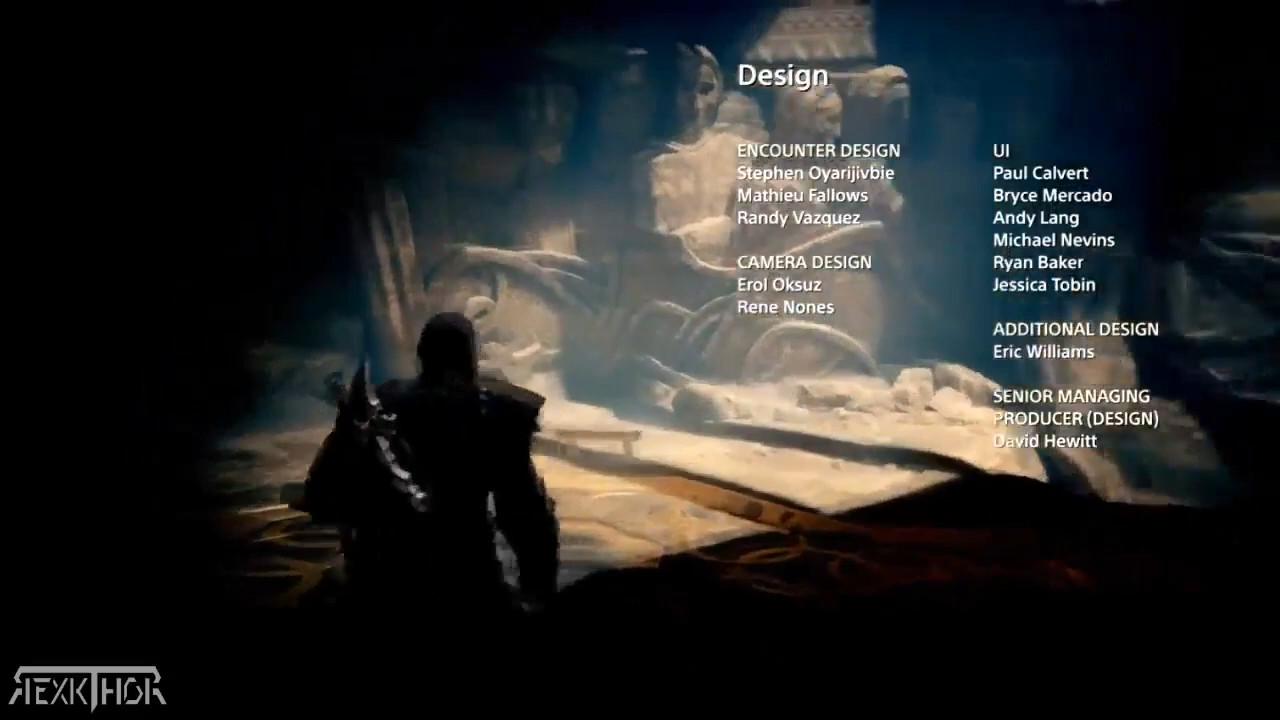 Design
ENCOUNTER DESIGN
Stephen Oyarijivbie
Mathieu Fallows
Randy Vazquez
CAMERA DESIGN
Erol Oksuz
Rene Nones
UI
Paul Calvert
Bryce Mercado
Andy Lang
Michael Nevins
Ryan Baker
Jessica Tobin
ADDITIONAL DESIGN
Eric Williams
SENIOR MANAGING
PRODUCER (DESIGN)
David Hewitt